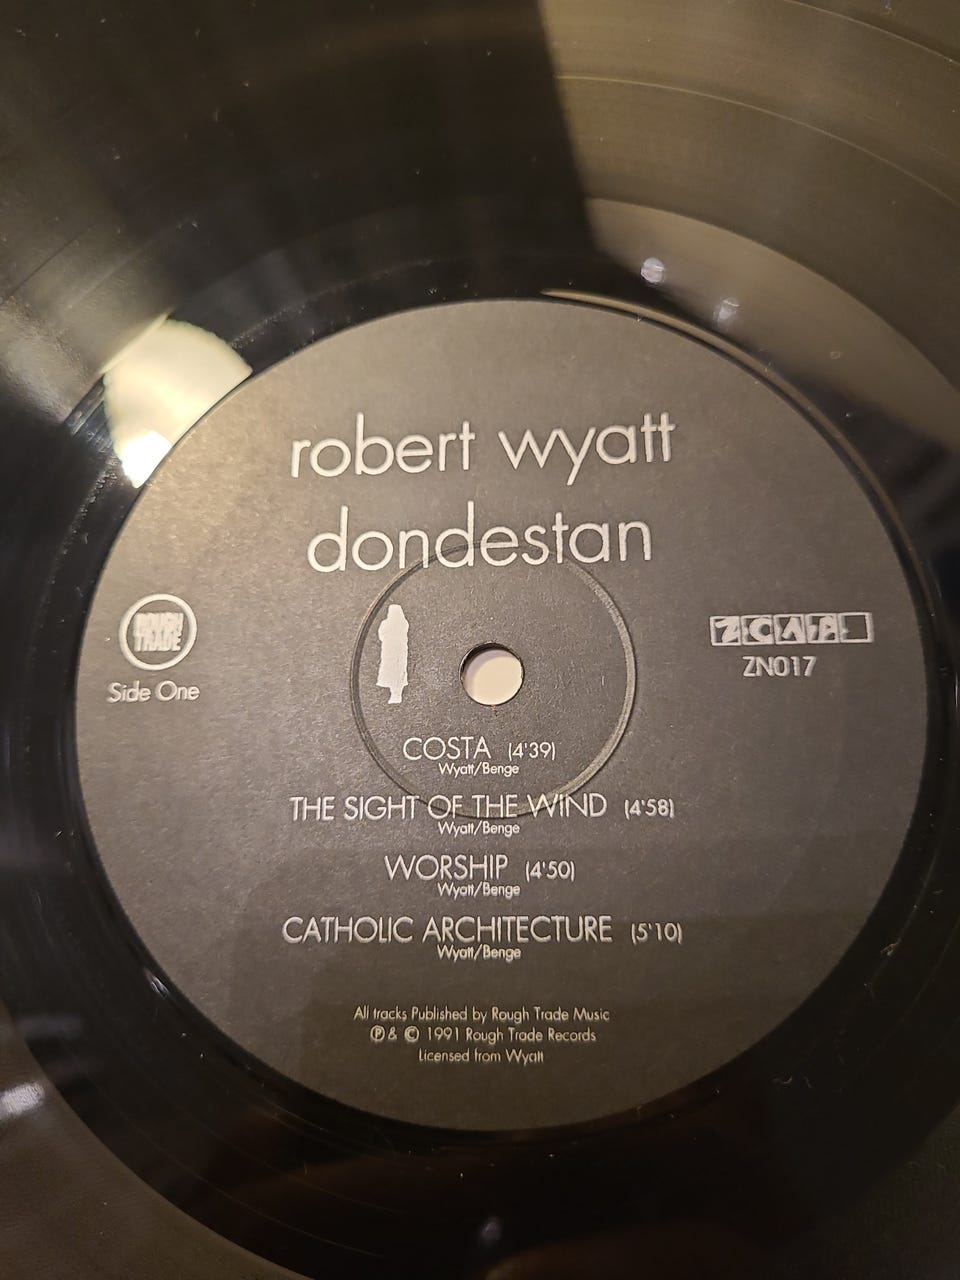 robert wyatt
dondestan
ROUGH
TRADE
Side One
ZN017
COSTA (4'39)
Wyatt/Benge
THE SIGHT OF THE WIND (4'58)
Wyatt/Benge
WORSHIP (4'50)
Wyatt/Benge
CATHOLIC ARCHITECTURE (5'10)
Wyatt/Benge
All tracks Published by Rough Trade Music
℗ & © 1991 Rough Trade Records
Licensed from Wyatt